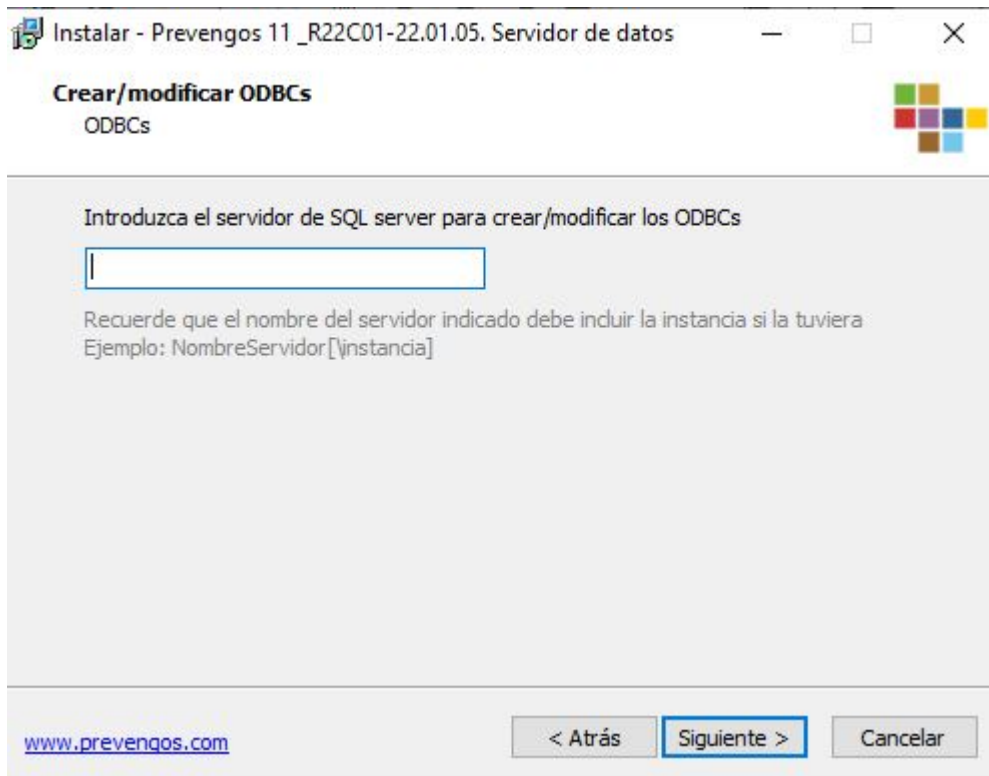 Instalar - Prevengos 11 _R22C01-22.01.05. Servidor de datos
Crear/modificar ODBCs
ODBCs
Introduzca el servidor de SQL server para crear/modificar los ODBCs
Recuerde que el nombre del servidor indicado debe incluir la instancia si la tuviera
Ejemplo: NombreServidor[\instancia]
www.prevengos.com
< Atrás
Siguiente >
Cancelar